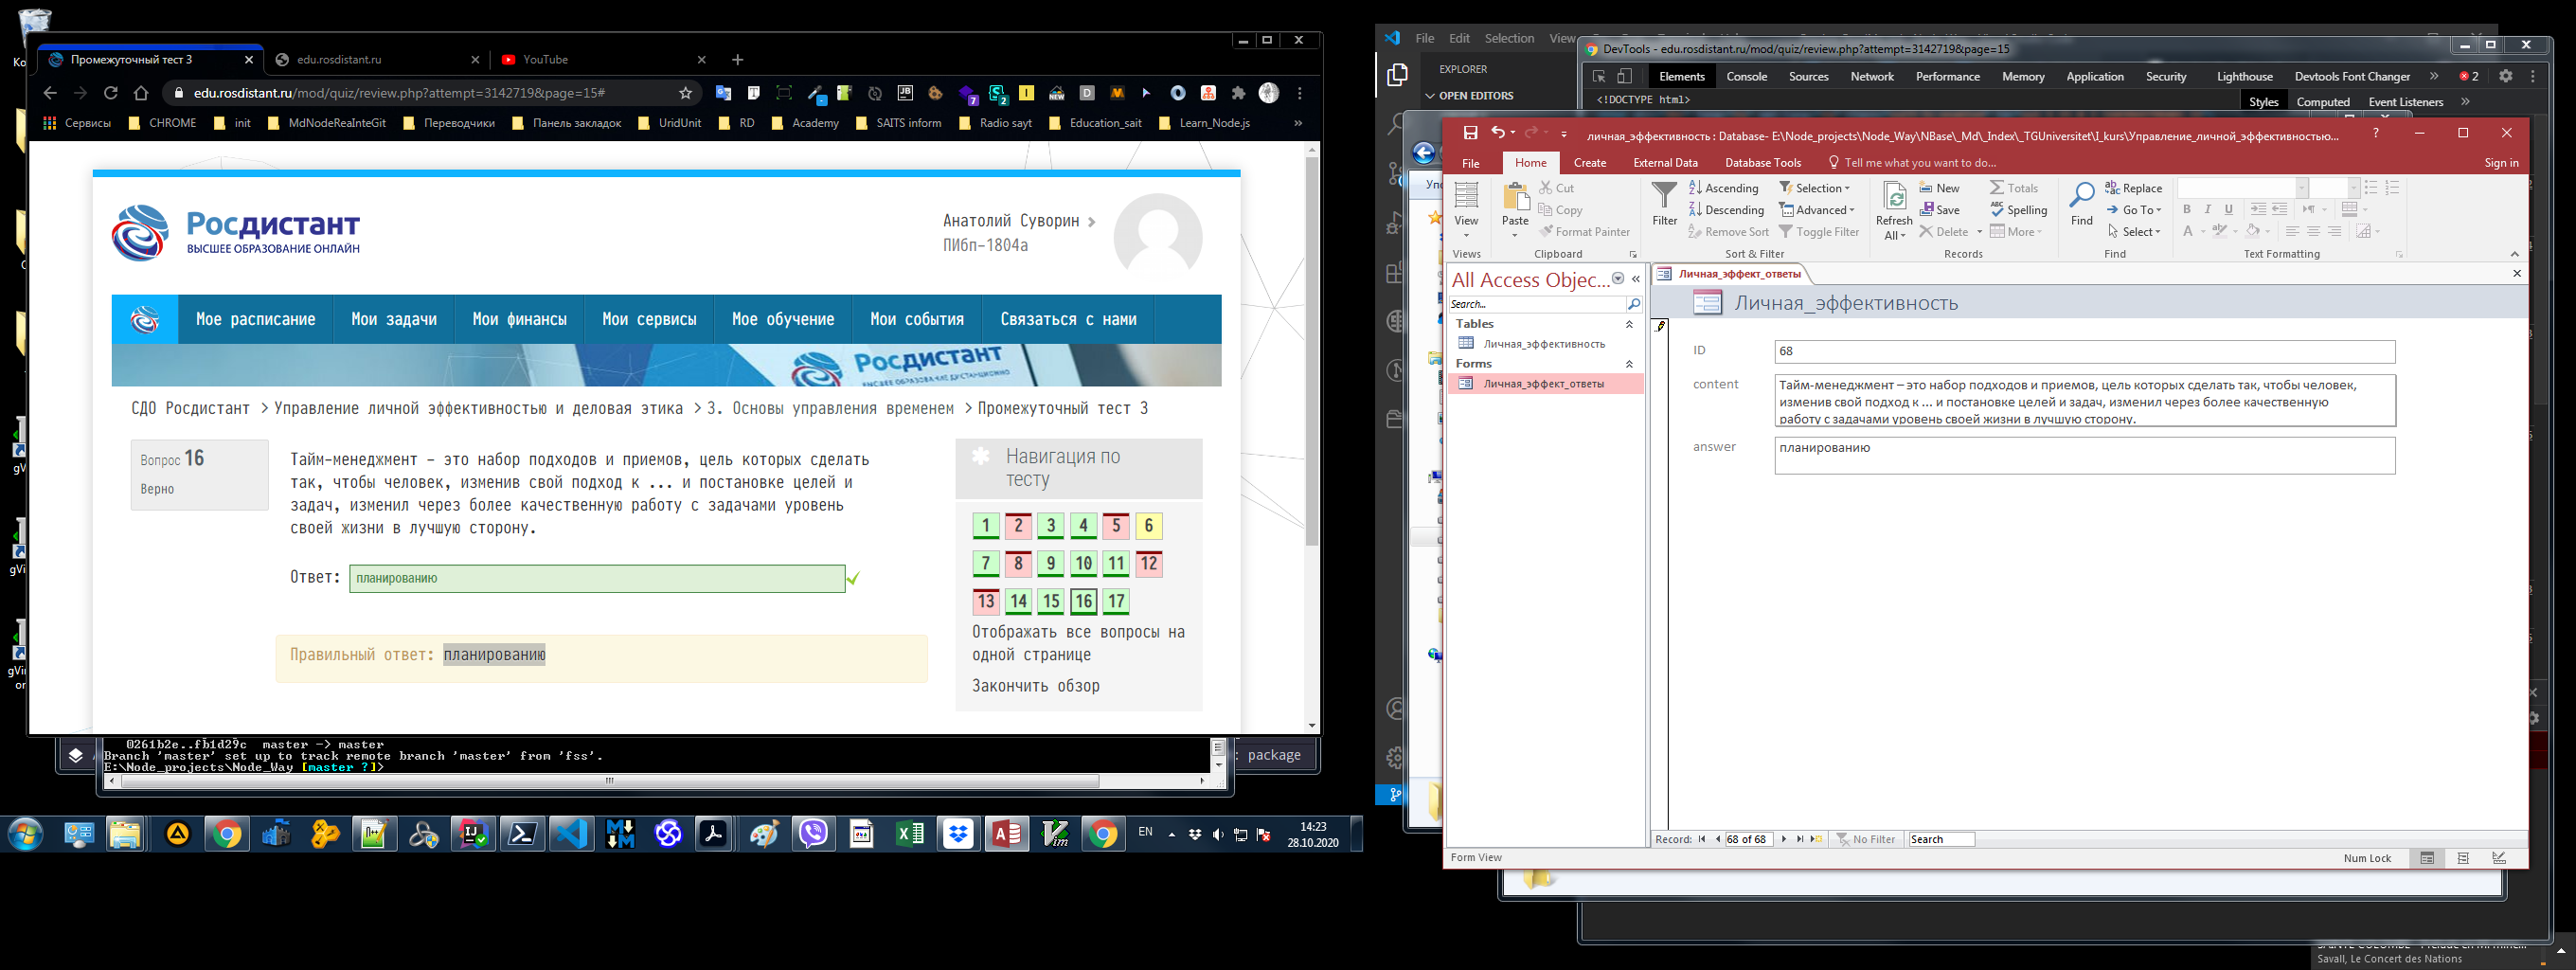 Промежуточный тест 3
edu.rosdistant.ru
YouTube
edu.rosdistant.ru/mod/quiz/review.php?attempt=3142719&page=15#
Сервисы
CHROME
init
MdNodeReaInteGit
Переводчики
Панель закладок
UridUnit
RD
Academy
SAITS inform
Radio sayt
Education_sait
Learn_Node.js
Росдистант
ВЫСШЕЕ ОБРАЗОВАНИЕ ОНЛАЙН
Анатолий Суворин
ПИбп-1804а
Мое расписание
Мои задачи
Мои финансы
Мои сервисы
Мое обучение
Мои события
Связаться с нами
Росдистант
СДО Росдистант > Управление личной эффективностью и деловая этика > 3. Основы управления временем > Промежуточный тест 3
Вопрос 16
Верно
Тайм-менеджмент – это набор подходов и приемов, цель которых сделать
так, чтобы человек, изменив свой подход к ... и постановке целей и
задач, изменил через более качественную работу с задачами уровень
своей жизни в лучшую сторону.
Ответ: планированию
Правильный ответ: планированию
Навигация по
тесту
1 2 3 4 5 6
7 8 9 10 11 12
13 14 15 16 17
Отображать все вопросы на
одной странице
Закончить обзор
0261b2e..fb1d29c master -> master
Branch 'master' set up to track remote branch 'master' from 'fss'.
E:\Node_projects\Node_Way [master ?]>
: package
EN
14:23
28.10.2020
File Edit Selection View
EXPLORER
OPEN EDITORS
DevTools - edu.rosdistant.ru/mod/quiz/review.php?attempt=3142719&page=15
Elements Console Sources Network Performance Memory Application Security Lighthouse Devtools Font Changer
2
<!DOCTYPE html>
Styles Computed Event Listeners
личная_эффективность : Database- E:\Node_projects\Node_Way\NBase\_Md\_Index\_TGUniversitet\I_kurs\Управление_личной_эффективностью...
File Home Create External Data Database Tools Tell me what you want to do...
Sign in
View
Views
Paste
Cut
Copy
Format Painter
Clipboard
Filter
Ascending
Descending
Remove Sort
Selection
Advanced
Toggle Filter
Sort & Filter
Refresh
All
New
Save
Delete
Totals
Spelling
More
Records
Find
Replace
Go To
Select
Find
B I U
A
Text Formatting
All Access Objec...
Search...
Tables
Личная_эффективность
Forms
Личная_эффект_ответы
Личная_эффект_ответы
Личная_эффективность
ID
68
content
Тайм-менеджмент – это набор подходов и приемов, цель которых сделать так, чтобы человек,
изменив свой подход к ... и постановке целей и задач, изменил через более качественную
работу с задачами уровень своей жизни в лучшую сторону.
answer
планированию
Record: 68 of 68 No Filter Search
Form View
Num Lock
Savall, Le Concert des Nations